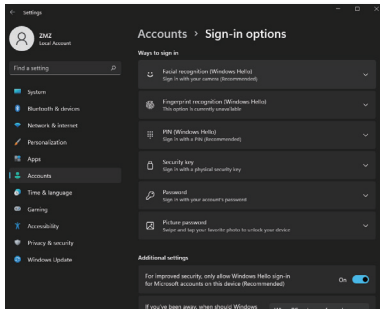 Settings
ZMZ
Local Account
Find a setting
System
Bluetooth & devices
Network & internet
Personalization
Apps
Accounts
Time & language
Gaming
Accessibility
Privacy & security
Windows Update
Accounts > Sign-in options
Ways to sign in
Facial recognition (Windows Hello)
Sign in with your camera (Recommended)
Fingerprint recognition (Windows Hello)
This option is currently unavailable
PIN (Windows Hello)
Sign in with a PIN (Recommended)
Security key
Sign in with a physical security key
Password
Sign in with your account's password
Picture password
Swipe and tap your favorite photo to unlock your device
Additional settings
For improved security, only allow Windows Hello sign-in
for Microsoft accounts on this device (Recommended)
On
If you've been away, when should Windows